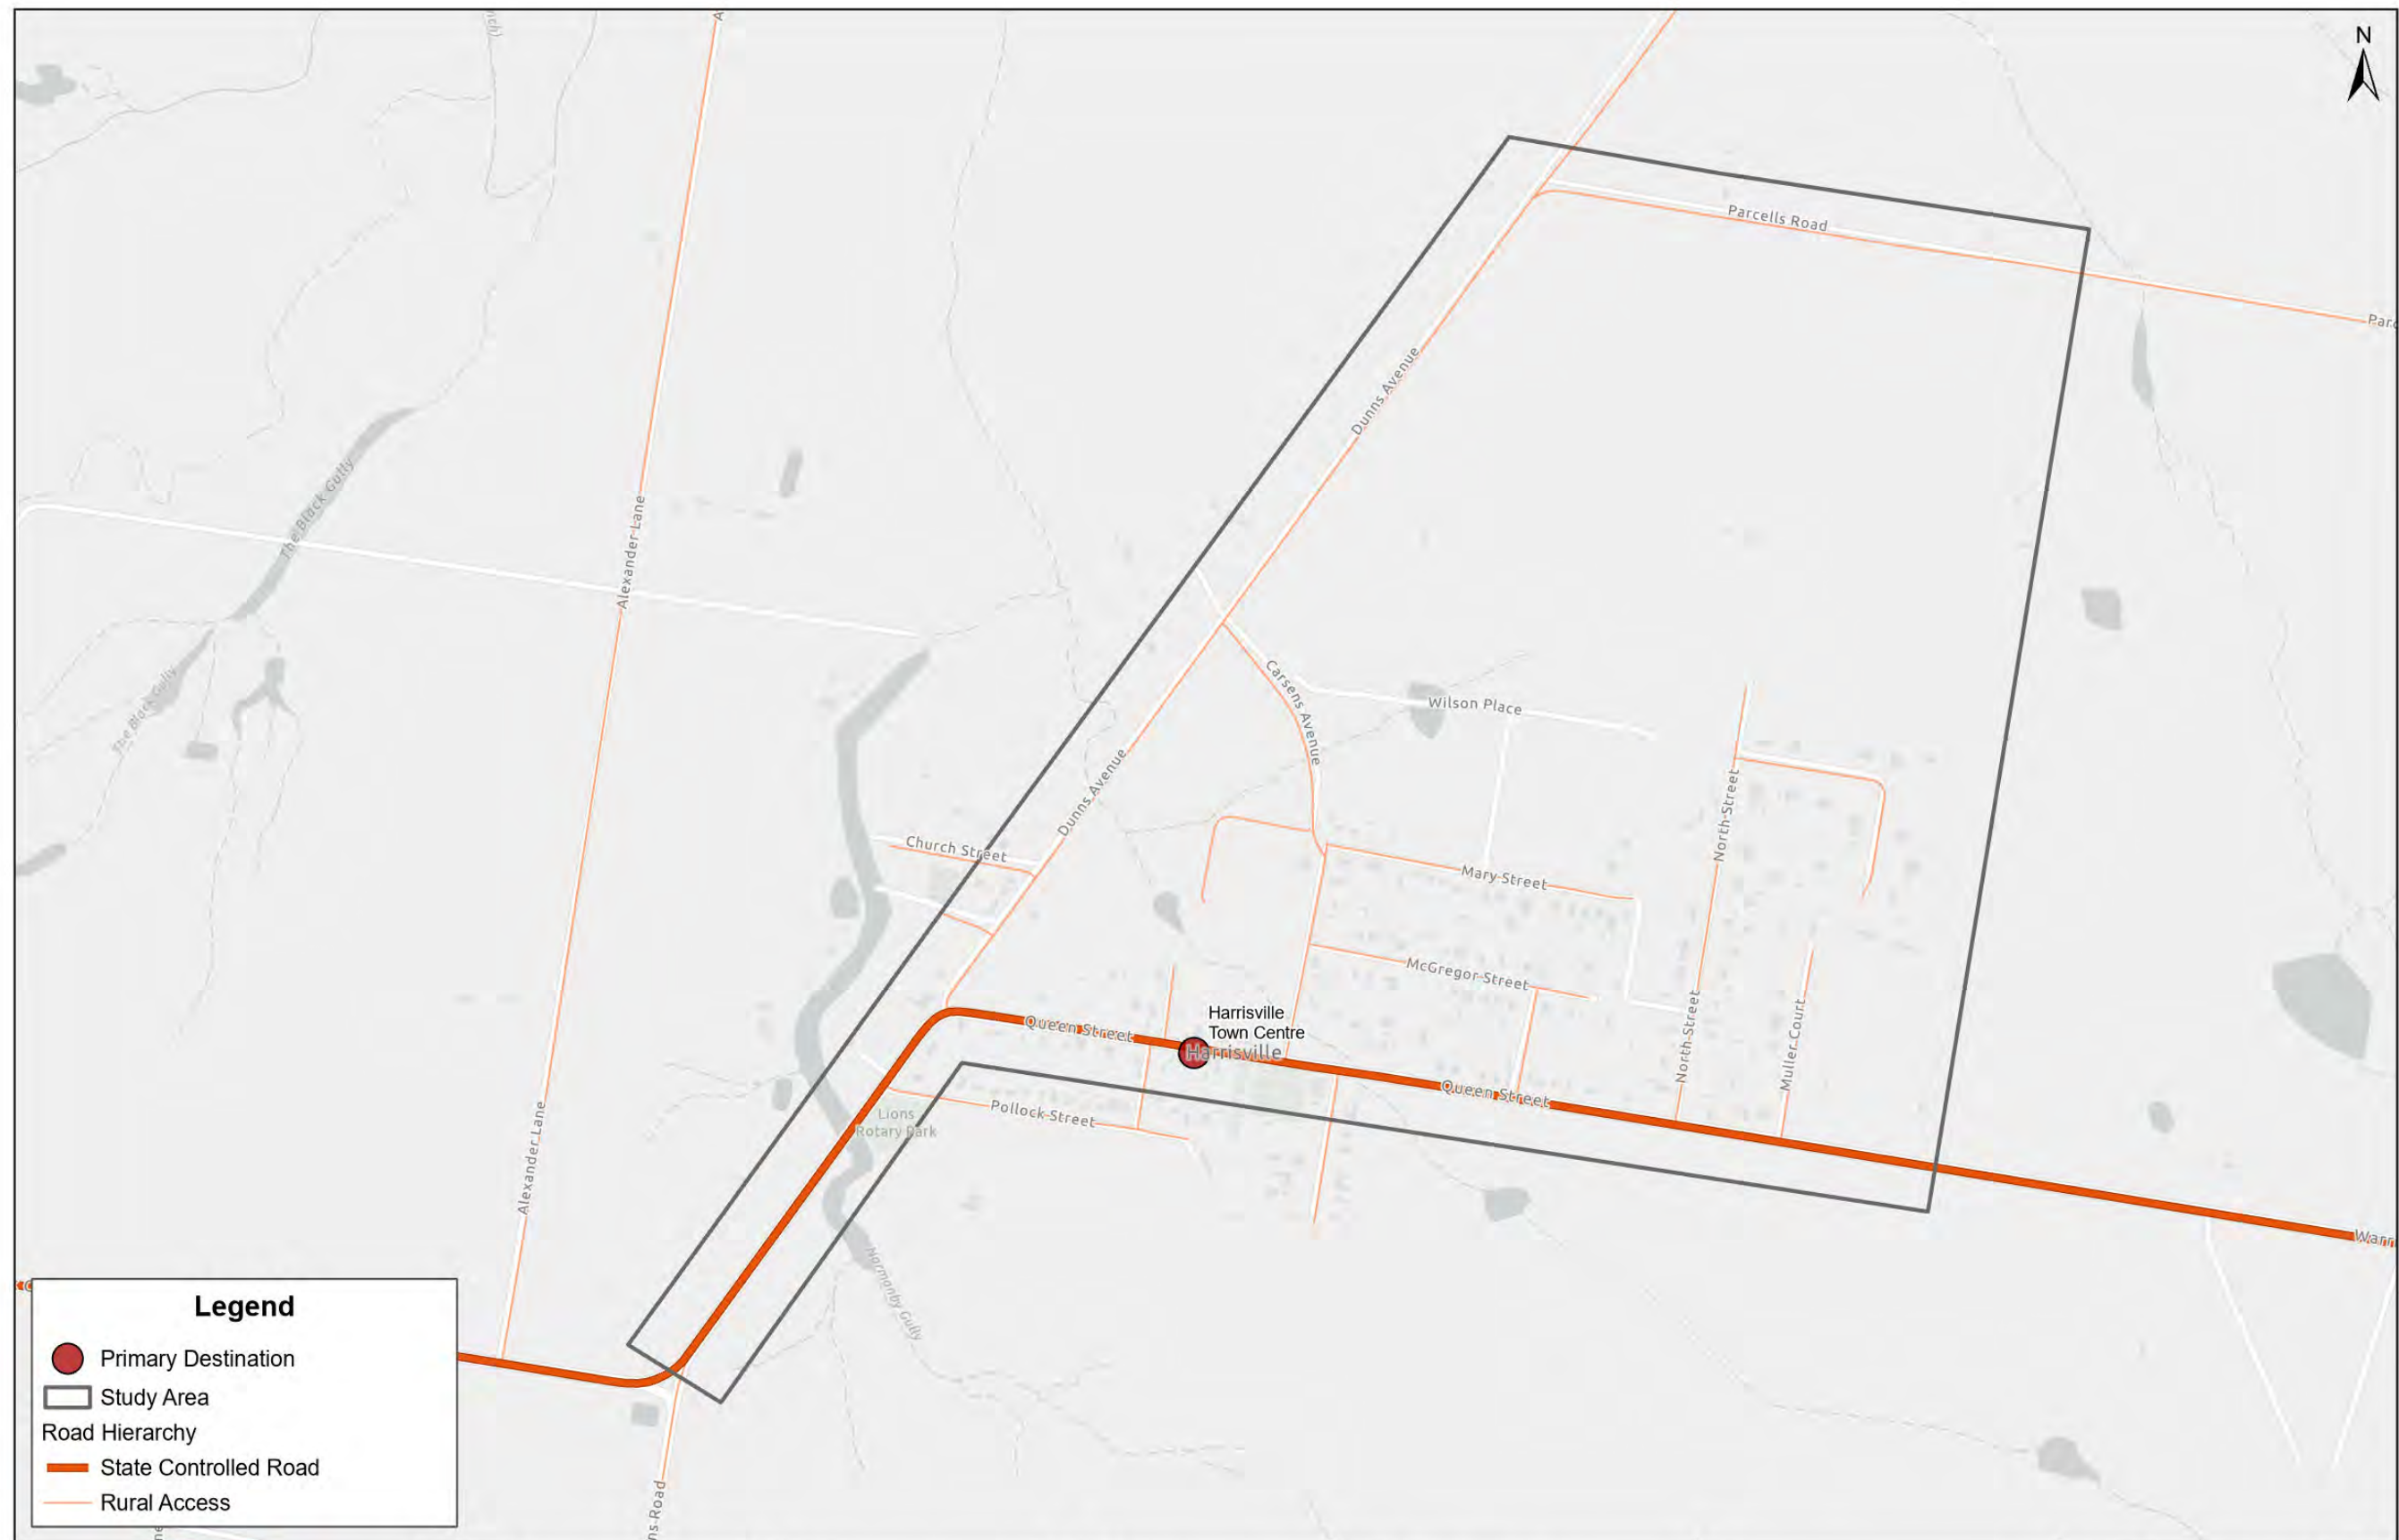 N
Parcells Road
Dunns Avenue
The Black Gully
Alexander Lane
Carsens Avenue
Wilson Place
The Black Gully
Dunns Avenue
North Street
Church Street
Mary Street
McGregor Street
Harrisville
Town Centre
Harrisville
Queen Street
North Street
Muller Court
Queen Street
Lions
Rotary Park
Pollock Street
Alexander Lane
Normanby Gully
Legend
Primary Destination
Study Area
Road Hierarchy
State Controlled Road
Rural Access